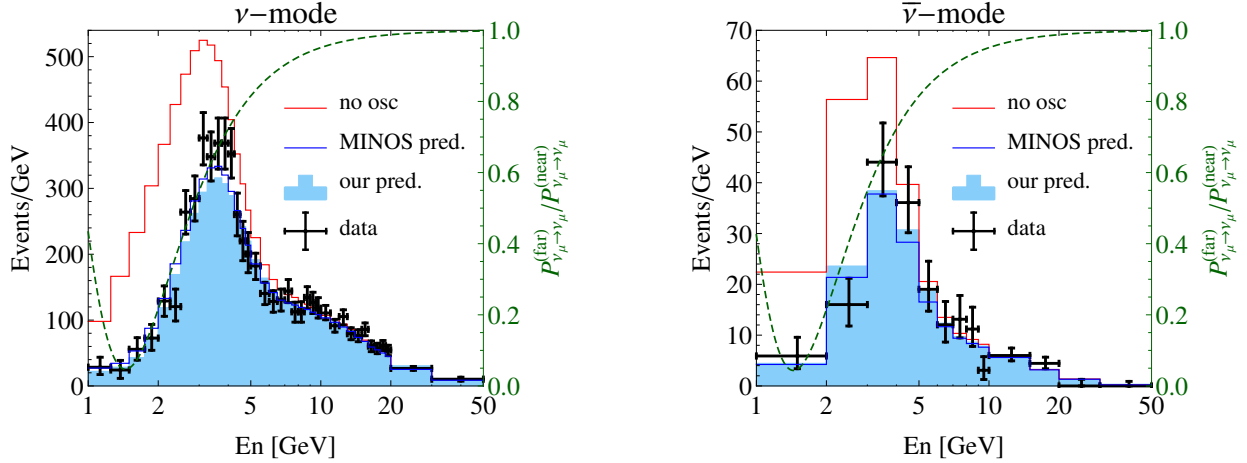 ν−mode
500
400
300
200
100
0
Events/GeV
1 2 5 10 20 50
En [GeV]
1.0
0.8
0.6
0.4
0.2
0.0
P^(far)_νμ→νμ/P^(near)_νμ→νμ
no osc
MINOS pred.
our pred.
data
ν̅−mode
70
60
50
40
30
20
10
0
Events/GeV
1 2 5 10 20 50
En [GeV]
1.0
0.8
0.6
0.4
0.2
0.0
P^(far)_νμ→νμ/P^(near)_νμ→νμ
no osc
MINOS pred.
our pred.
data